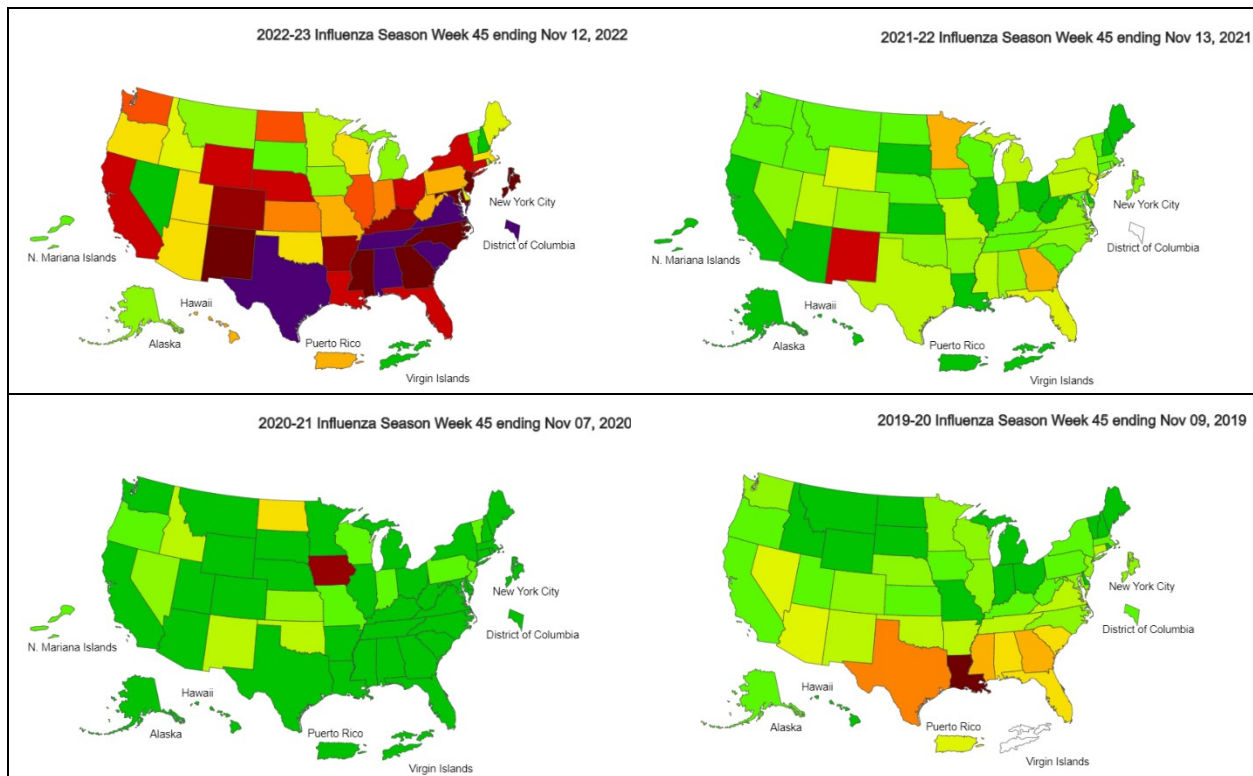 2022-23 Influenza Season Week 45 ending Nov 12, 2022
New York City
District of Columbia
N. Mariana Islands
Hawaii
Alaska
Puerto Rico
Virgin Islands
2021-22 Influenza Season Week 45 ending Nov 13, 2021
New York City
District of Columbia
N. Mariana Islands
Hawaii
Alaska
Puerto Rico
Virgin Islands
2020-21 Influenza Season Week 45 ending Nov 07, 2020
New York City
District of Columbia
N. Mariana Islands
Hawaii
Alaska
Puerto Rico
Virgin Islands
2019-20 Influenza Season Week 45 ending Nov 09, 2019
New York City
District of Columbia
N. Mariana Islands
Hawaii
Alaska
Puerto Rico
Virgin Islands